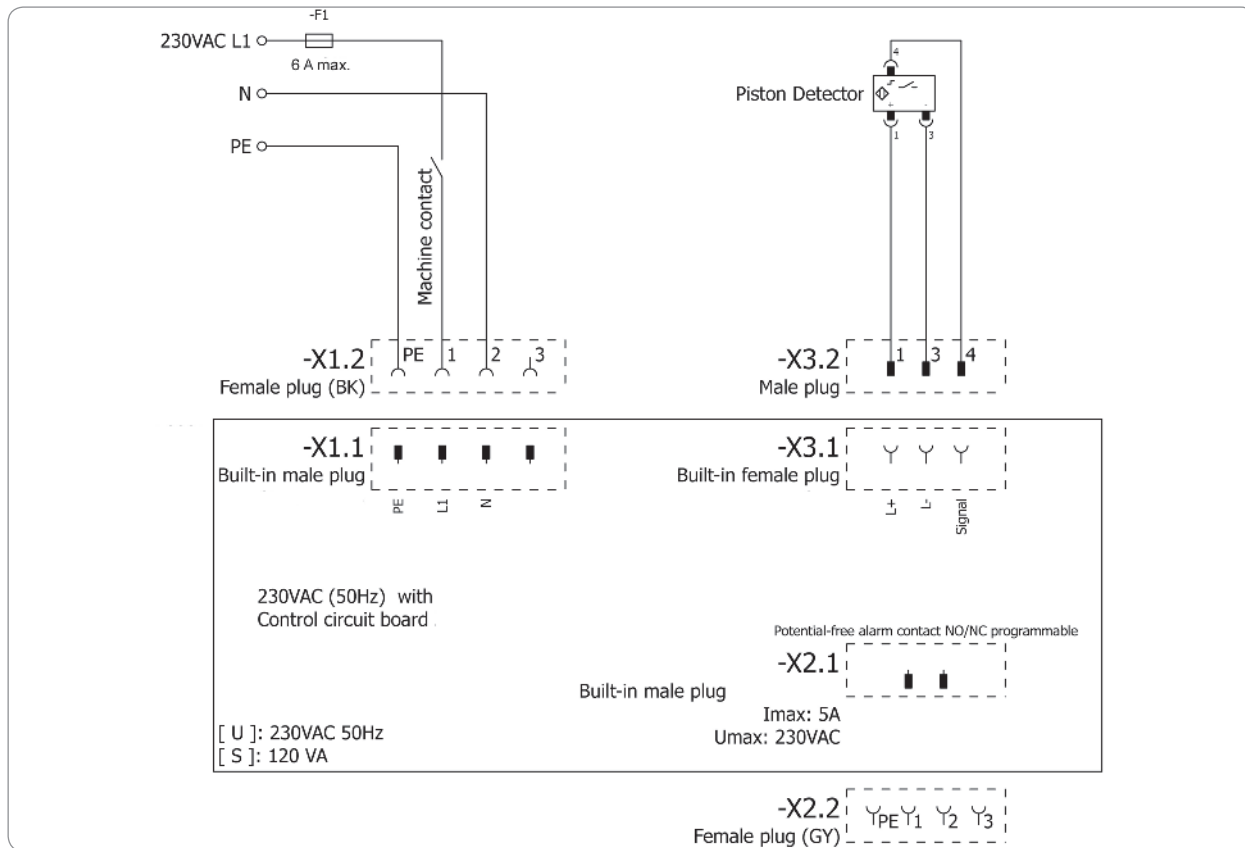 -F1
230VAC L1
6 A max.
N
PE
Machine contact
4
Piston Detector
+ -
1 3
-X1.2 PE 1 2 3
Female plug (BK)
-X3.2 1 3 4
Male plug
-X1.1
Built-in male plug
PE L1 N
-X3.1
Built-in female plug
L+ L- Signal
230VAC (50Hz) with
Control circuit board
Potential-free alarm contact NO/NC programmable
-X2.1
Built-in male plug
Imax: 5A
Umax: 230VAC
[ U ]: 230VAC 50Hz
[ S ]: 120 VA
-X2.2 PE 1 2 3
Female plug (GY)